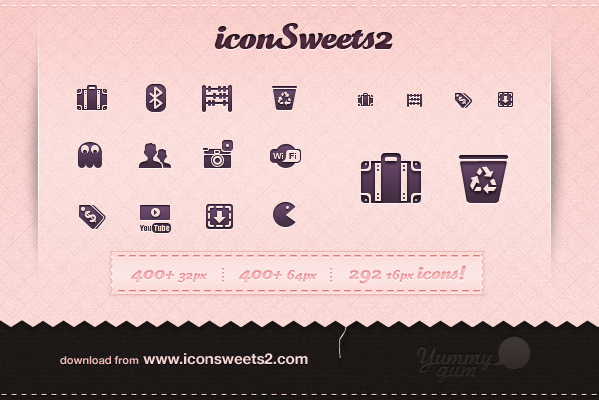 iconSweets2
Wi Fi
YouTube
400+ 32px 400+ 64px 292 16px icons!
download from www.iconsweets2.com
Yummy
gum